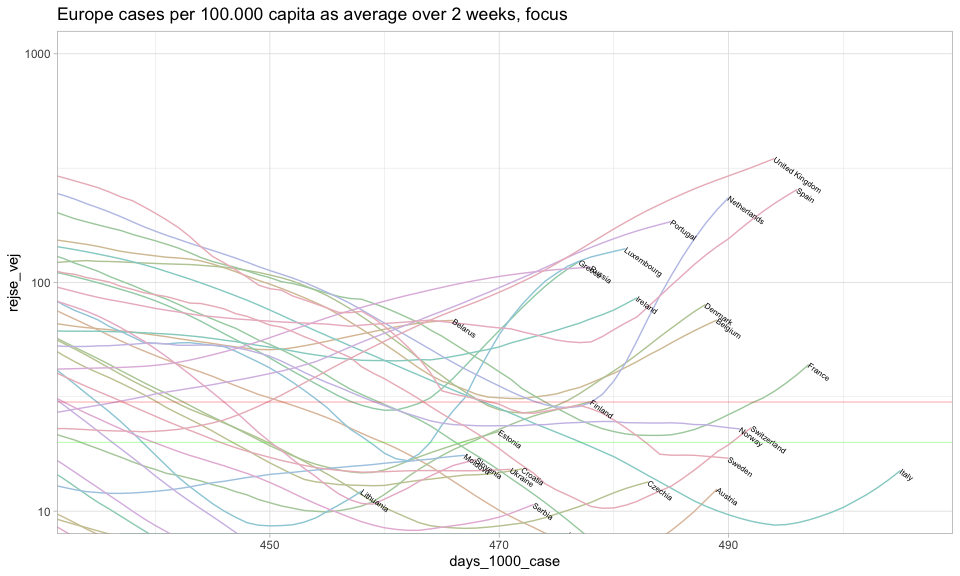 Europe cases per 100.000 capita as average over 2 weeks, focus
1000
United Kingdom
Spain
Netherlands
Portugal
Luxembourg
Greece
Russia
100
Ireland
Denmark
Belgium
Belarus
France
Finland
Estonia
Switzerland
Norway
Moldova
Slovenia
Croatia
Ukraine
Sweden
Italy
Lithuania
Czechia
Austria
Serbia
10
450
470
490
days_1000_case
rejse_vej